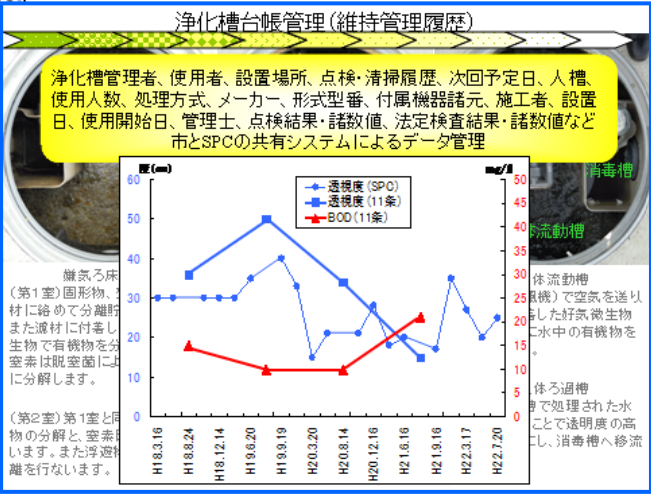 浄化槽台帳管理(維持管理履歴)
浄化槽管理者、使用者、設置場所、点検・清掃履歴、次回予定日、人槽、
使用人数、処理方式、メーカー、形式型番、付属機器諸元、施工者、設置
日、使用開始日、管理士、点検結果・諸数値、法定検査結果・諸数値など
市とSPCの共有システムによるデータ管理
消毒槽
流動槽
度(cm)
mg/l
透視度(SPC)
透視度(11条)
BOD(11条)
60
50
40
30
20
10
0
50
45
40
35
30
25
20
15
10
5
0
H18.3.16
H18.8.24
H18.12.14
H19.6.20
H19.9.19
H20.3.20
H20.8.14
H20.12.16
H21.6.16
H21.9.16
H22.3.17
H22.7.20
嫌気ろ床
(第1室)固形物、
材に絡めて分離貯
また濾材に付着し
生物で有機物を分
窒素は脱窒菌によ
に分解します。
(第2室)第1室と同
物の分解と、窒素
います。また浮遊物
離を行ないます。
体流動槽
機)で空気を送り
した好気微生物
に水中の有機物を
。
体ろ過槽
で処理された水
ことで透明度の高
にし、消毒槽へ移流